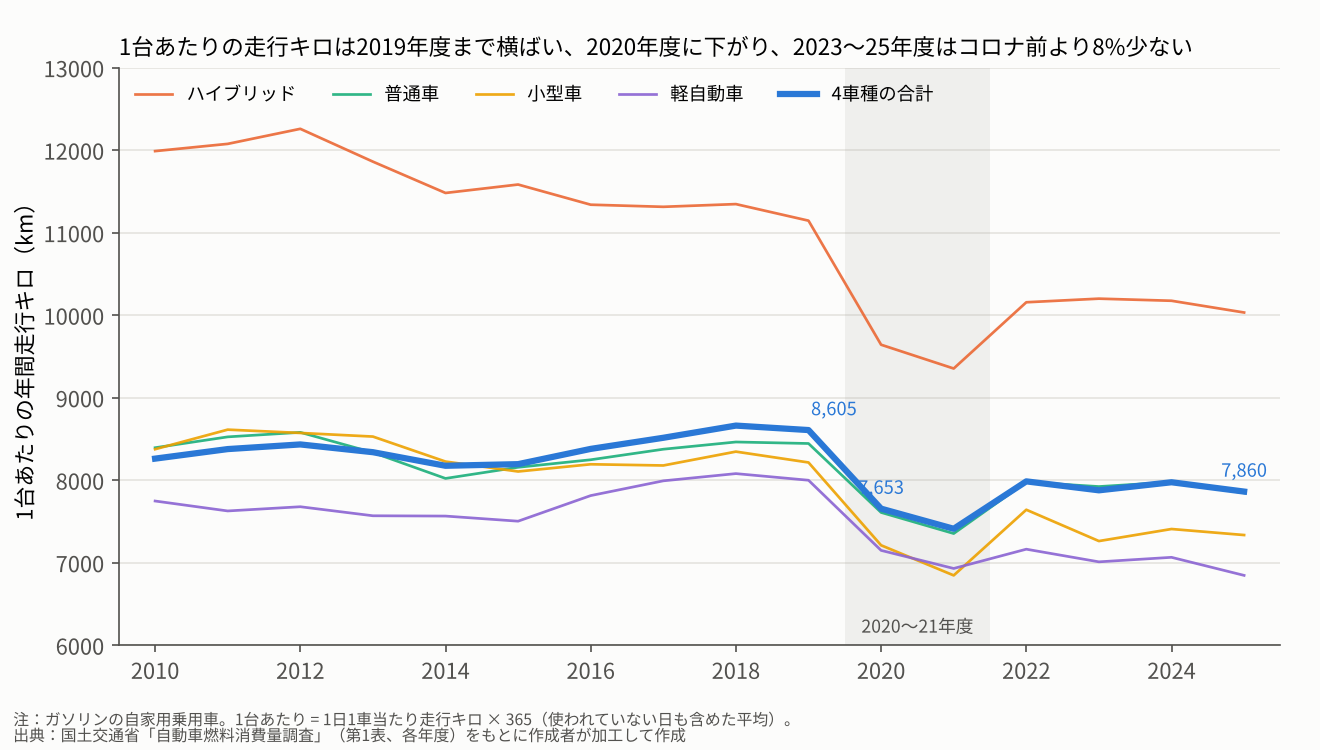 1台あたりの走行キロは2019年度まで横ばい、2020年度に下がり、2023〜25年度はコロナ前より8%少ない
ハイブリッド 普通車 小型車 軽自動車 4車種の合計
1台あたりの年間走行キロ（km）
13000
12000
11000
10000
9000
8000
7000
6000
8,605
7,653
7,860
2020〜21年度
2010 2012 2014 2016 2018 2020 2022 2024
注：ガソリンの自家用乗用車。1台あたり = 1日1車当たり走行キロ × 365（使われていない日も含めた平均）。
出典：国土交通省「自動車燃料消費量調査」（第1表、各年度）をもとに作成者が加工して作成